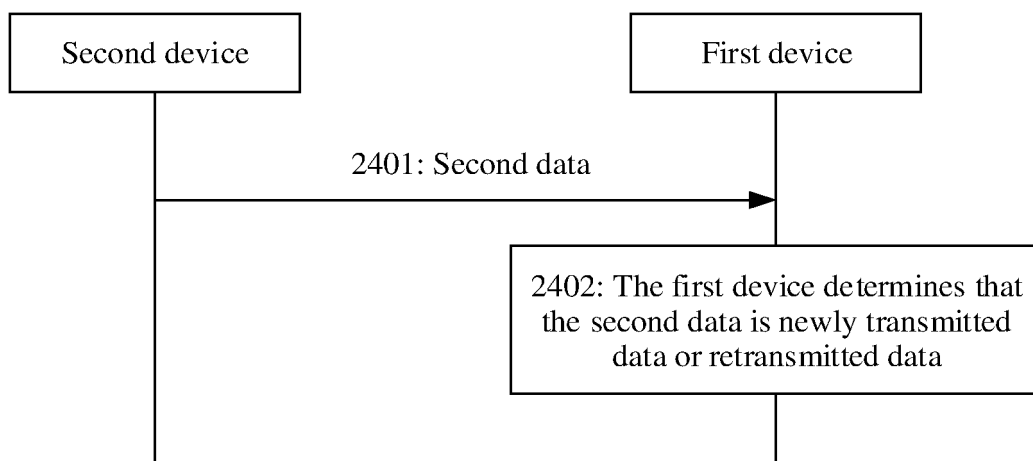 Second device
First device
2401: Second data
2402: The first device determines that
the second data is newly transmitted
data or retransmitted data